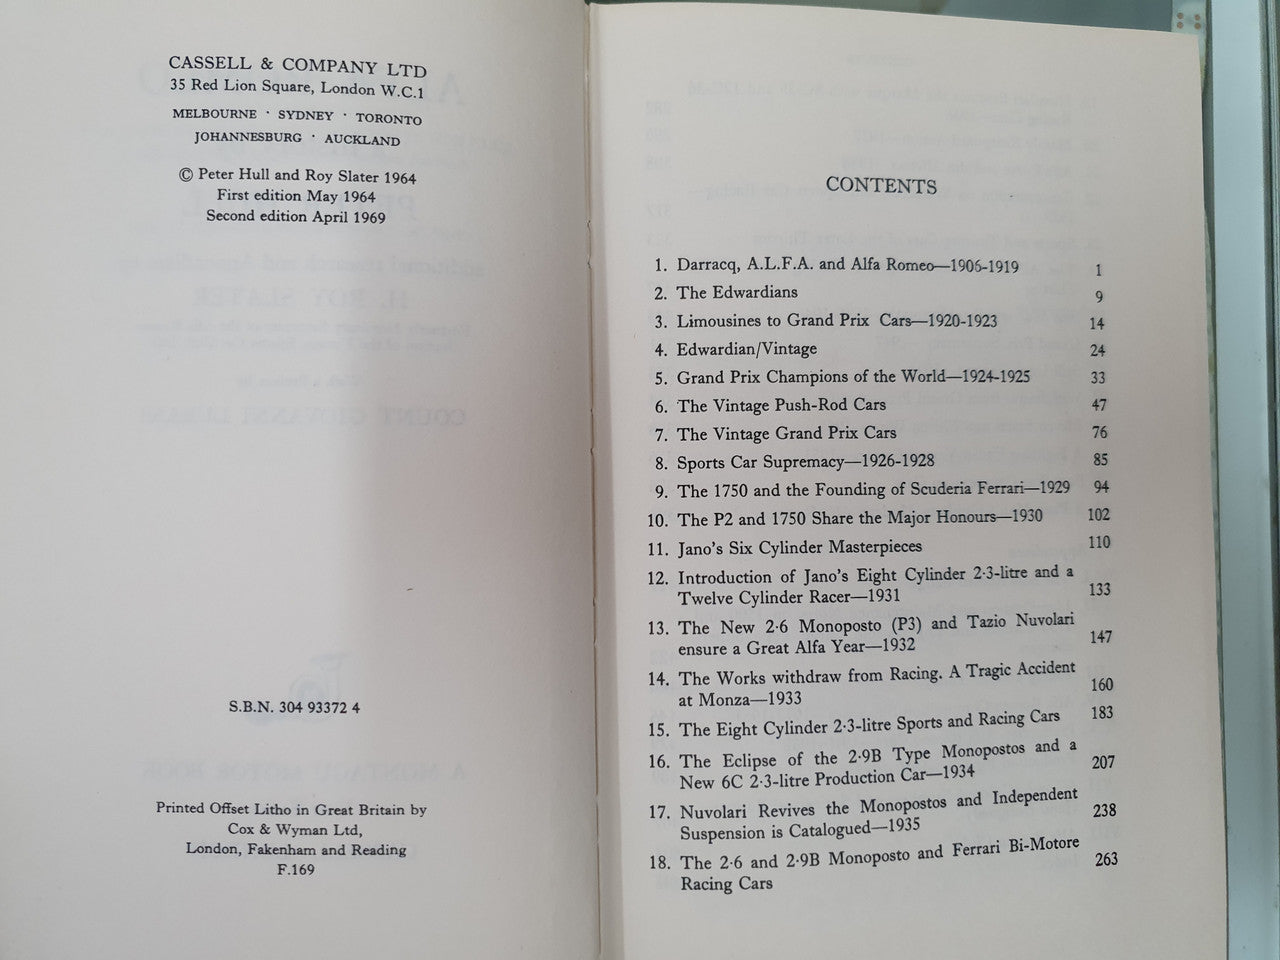 CASSELL & COMPANY LTD
35 Red Lion Square, London W.C.1
MELBOURNE · SYDNEY · TORONTO
JOHANNESBURG · AUCKLAND
© Peter Hull and Roy Slater 1964
First edition May 1964
Second edition April 1969
S.B.N. 304 93372 4
Printed Offset Litho in Great Britain by
Cox & Wyman Ltd,
London, Fakenham and Reading
F.169
CONTENTS
1. Darracq, A.L.F.A. and Alfa Romeo—1906-1919 1
2. The Edwardians 9
3. Limousines to Grand Prix Cars—1920-1923 14
4. Edwardian/Vintage 24
5. Grand Prix Champions of the World—1924-1925 33
6. The Vintage Push-Rod Cars 47
7. The Vintage Grand Prix Cars 76
8. Sports Car Supremacy—1926-1928 85
9. The 1750 and the Founding of Scuderia Ferrari—1929 94
10. The P2 and 1750 Share the Major Honours—1930 102
11. Jano's Six Cylinder Masterpieces 110
12. Introduction of Jano's Eight Cylinder 2·3-litre and a
Twelve Cylinder Racer—1931 133
13. The New 2·6 Monoposto (P3) and Tazio Nuvolari
ensure a Great Alfa Year—1932 147
14. The Works withdraw from Racing. A Tragic Accident
at Monza—1933 160
15. The Eight Cylinder 2·3-litre Sports and Racing Cars 183
16. The Eclipse of the 2·9B Type Monopostos and a
New 6C 2·3-litre Production Car—1934 207
17. Nuvolari Revives the Monopostos and Independent
Suspension is Catalogued—1935 238
18. The 2·6 and 2·9B Monoposto and Ferrari Bi-Motore
Racing Cars 263